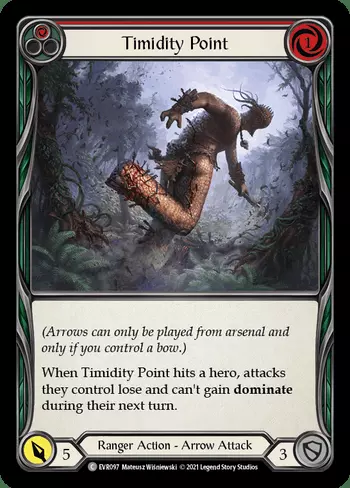 Timidity Point
1
(Arrows can only be played from arsenal and
only if you control a bow.)
When Timidity Point hits a hero, attacks
they control lose and can't gain dominate
during their next turn.
5
Ranger Action - Arrow Attack
3
C EVR097 Mateusz Wiśniewski © 2021 Legend Story Studios